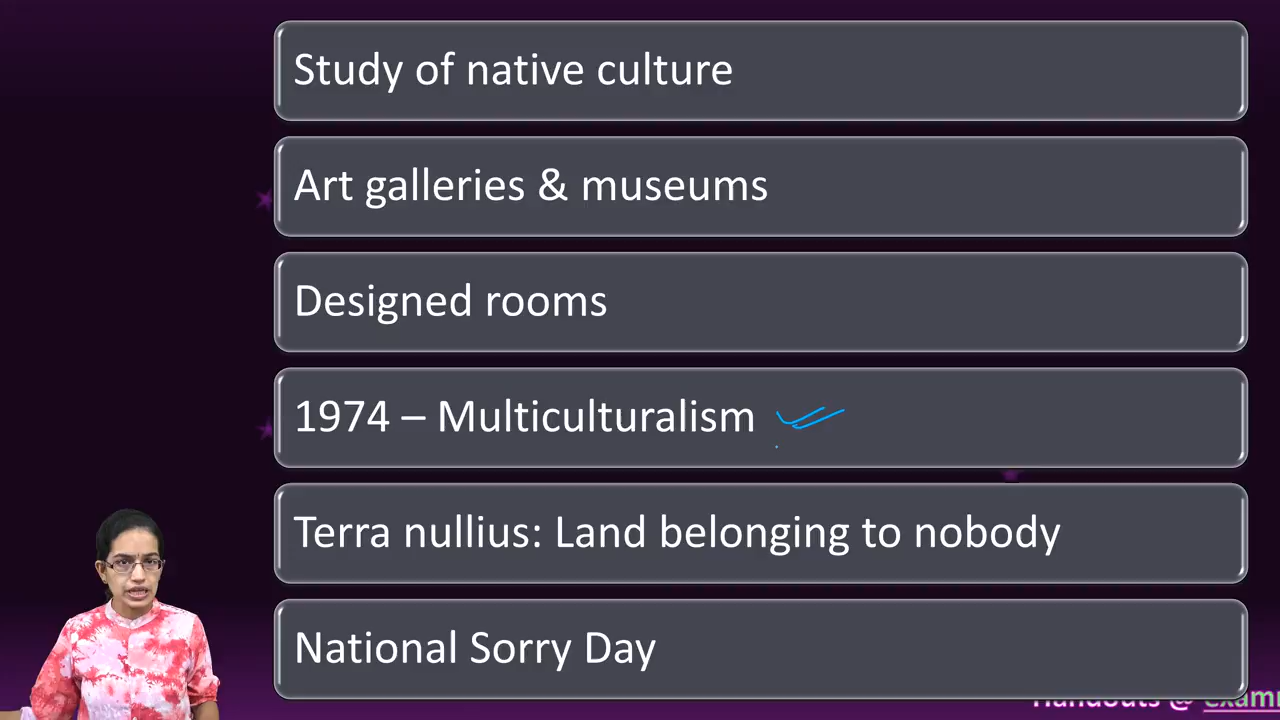 Study of native culture
Art galleries & museums
Designed rooms
1974 – Multiculturalism
Terra nullius: Land belonging to nobody
National Sorry Day
Handouts @